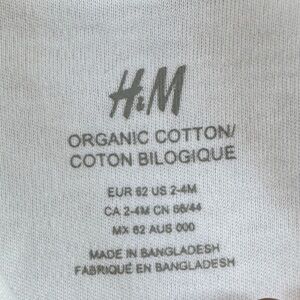 H&M
ORGANIC COTTON/
COTON BILOGIQUE
EUR 62 US 2-4M
CA 2-4M CN 66/44
MX 62 AUS 000
MADE IN BANGLADESH
FABRIQUÉ EN BANGLADESH